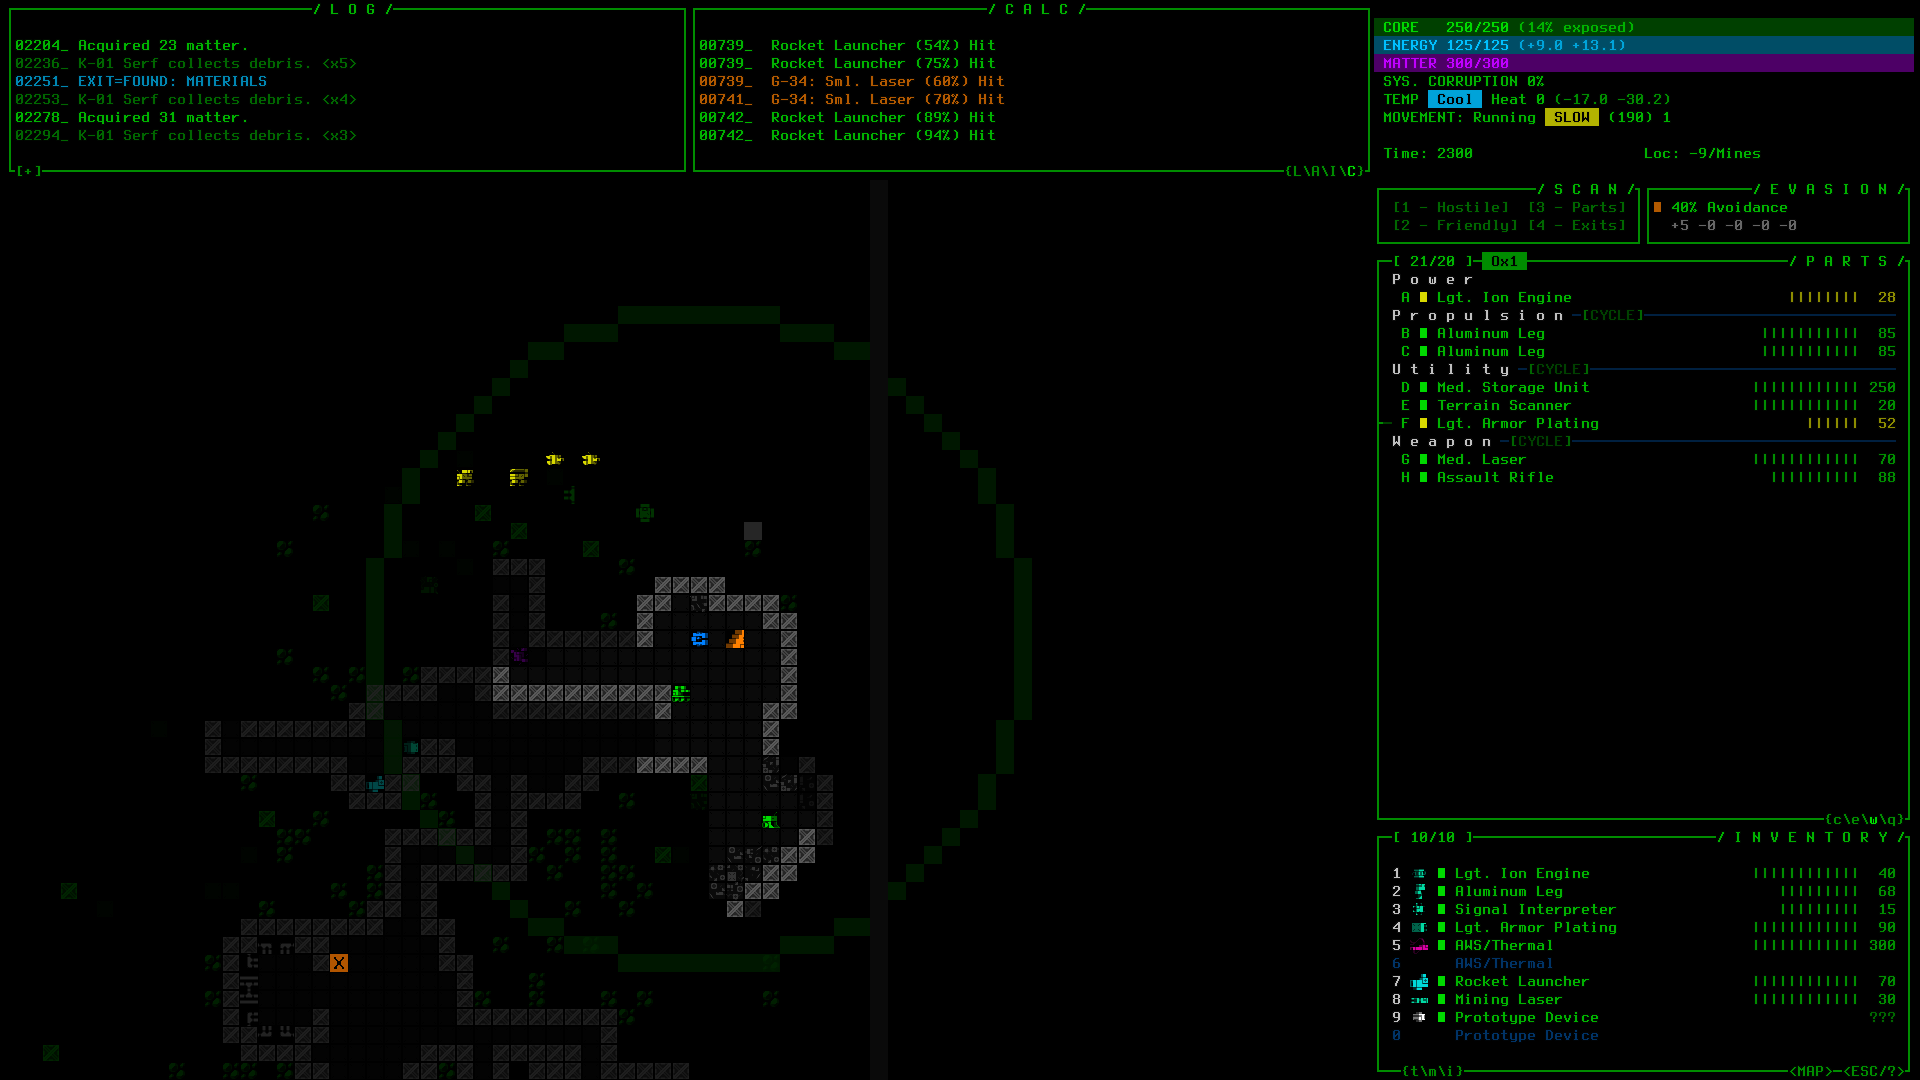 / L O G /
02204_ Acquired 23 matter.
02236_ K-01 Serf collects debris. <x5>
02251_ EXIT=FOUND: MATERIALS
02253_ K-01 Serf collects debris. <x4>
02278_ Acquired 31 matter.
02294_ K-01 Serf collects debris. <x3>
[+]
/ C A L C /
00739_ Rocket Launcher (54%) Hit
00739_ Rocket Launcher (75%) Hit
00739_ G-34: Sml. Laser (60%) Hit
00741_ G-34: Sml. Laser (70%) Hit
00742_ Rocket Launcher (89%) Hit
00742_ Rocket Launcher (94%) Hit
{L\A\I\C}
CORE 250/250 (14% exposed)
ENERGY 125/125 (+9.0 +13.1)
MATTER 300/300
SYS. CORRUPTION 0%
TEMP Cool Heat 0 (-17.0 -30.2)
MOVEMENT: Running SLOW (190) 1
Time: 2300 Loc: -9/Mines
/ S C A N /
[1 - Hostile] [3 - Parts]
[2 - Friendly] [4 - Exits]
/ E V A S I O N /
40% Avoidance
+5 -0 -0 -0 -0
[ 21/20 ] 0x1 / P A R T S /
P o w e r
A Lgt. Ion Engine 28
P r o p u l s i o n [CYCLE]
B Aluminum Leg 85
C Aluminum Leg 85
U t i l i t y [CYCLE]
D Med. Storage Unit 250
E Terrain Scanner 20
F Lgt. Armor Plating 52
W e a p o n [CYCLE]
G Med. Laser 70
H Assault Rifle 88
{c\e\w\q}
[ 10/10 ] / I N V E N T O R Y /
1 Lgt. Ion Engine 40
2 Aluminum Leg 68
3 Signal Interpreter 15
4 Lgt. Armor Plating 90
5 AWS/Thermal 300
6 AWS/Thermal
7 Rocket Launcher 70
8 Mining Laser 30
9 Prototype Device ???
0 Prototype Device
{t\m\i} <MAP> <ESC/?>
X